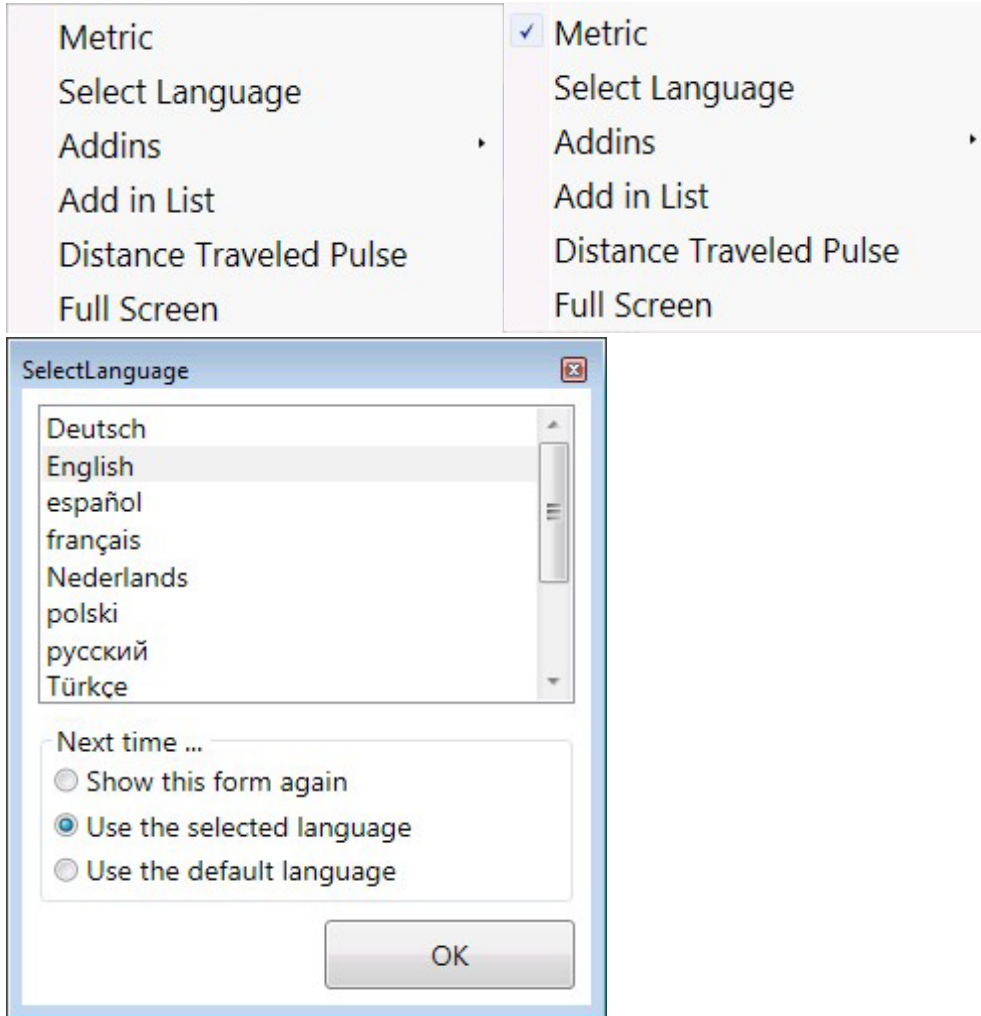 Metric
Select Language
Addins
Add in List
Distance Traveled Pulse
Full Screen
Metric
Select Language
Addins
Add in List
Distance Traveled Pulse
Full Screen
SelectLanguage
Deutsch
English
español
français
Nederlands
polski
русский
Türkçe
Next time ...
Show this form again
Use the selected language
Use the default language
OK